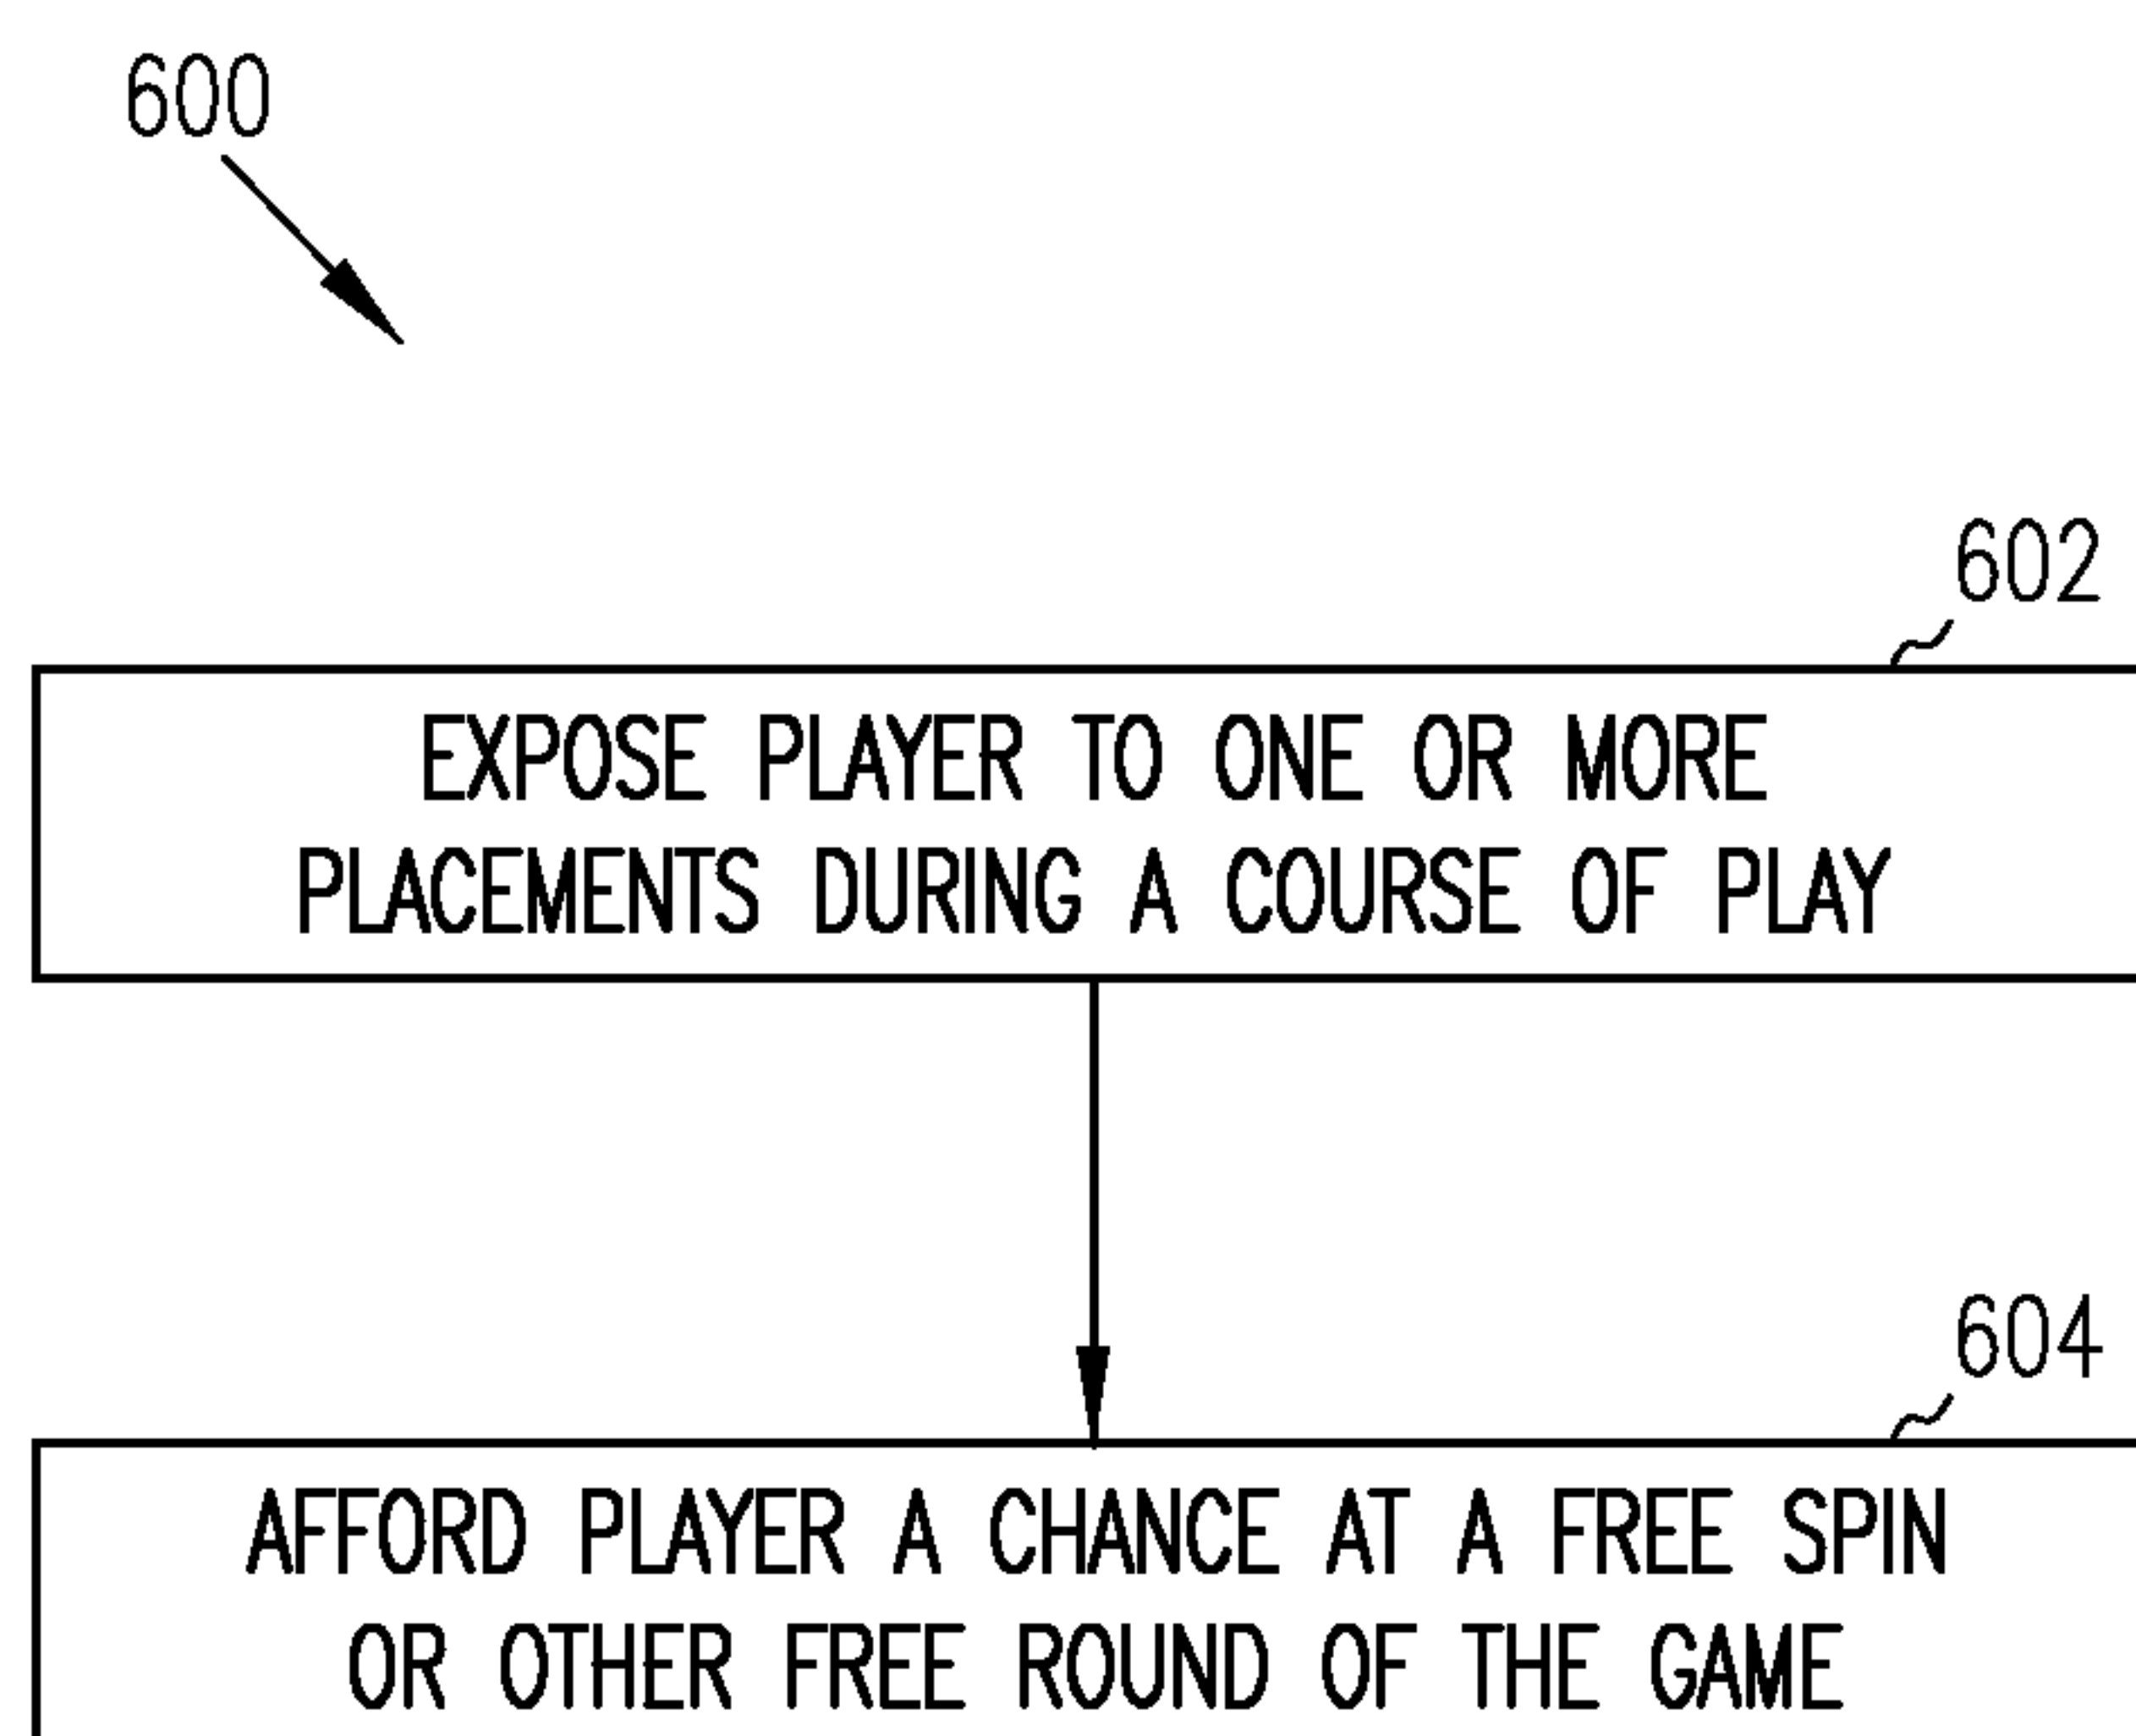 600
602
EXPOSE PLAYER TO ONE OR MORE
PLACEMENTS DURING A COURSE OF PLAY
604
AFFORD PLAYER A CHANCE AT A FREE SPIN
OR OTHER FREE ROUND OF THE GAME